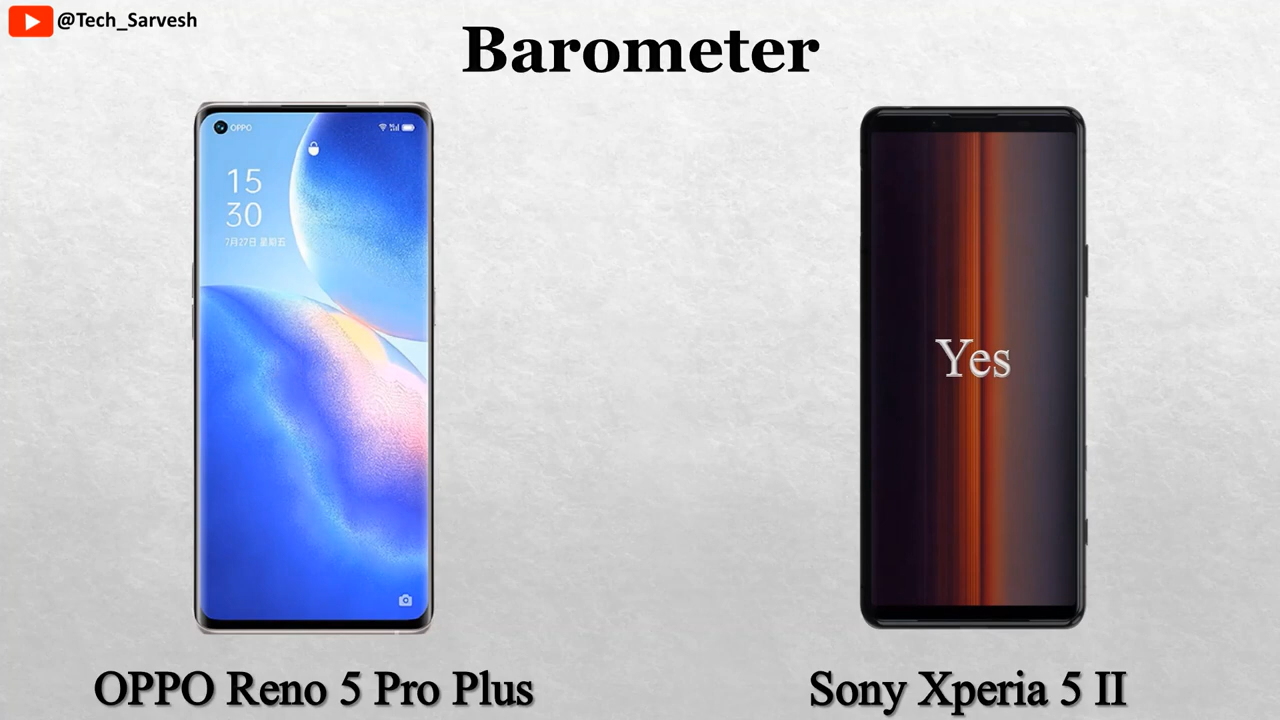 @Tech_Sarvesh
Barometer
OPPO
15
30
7月27日 星期五
Yes
OPPO Reno 5 Pro Plus
Sony Xperia 5 II